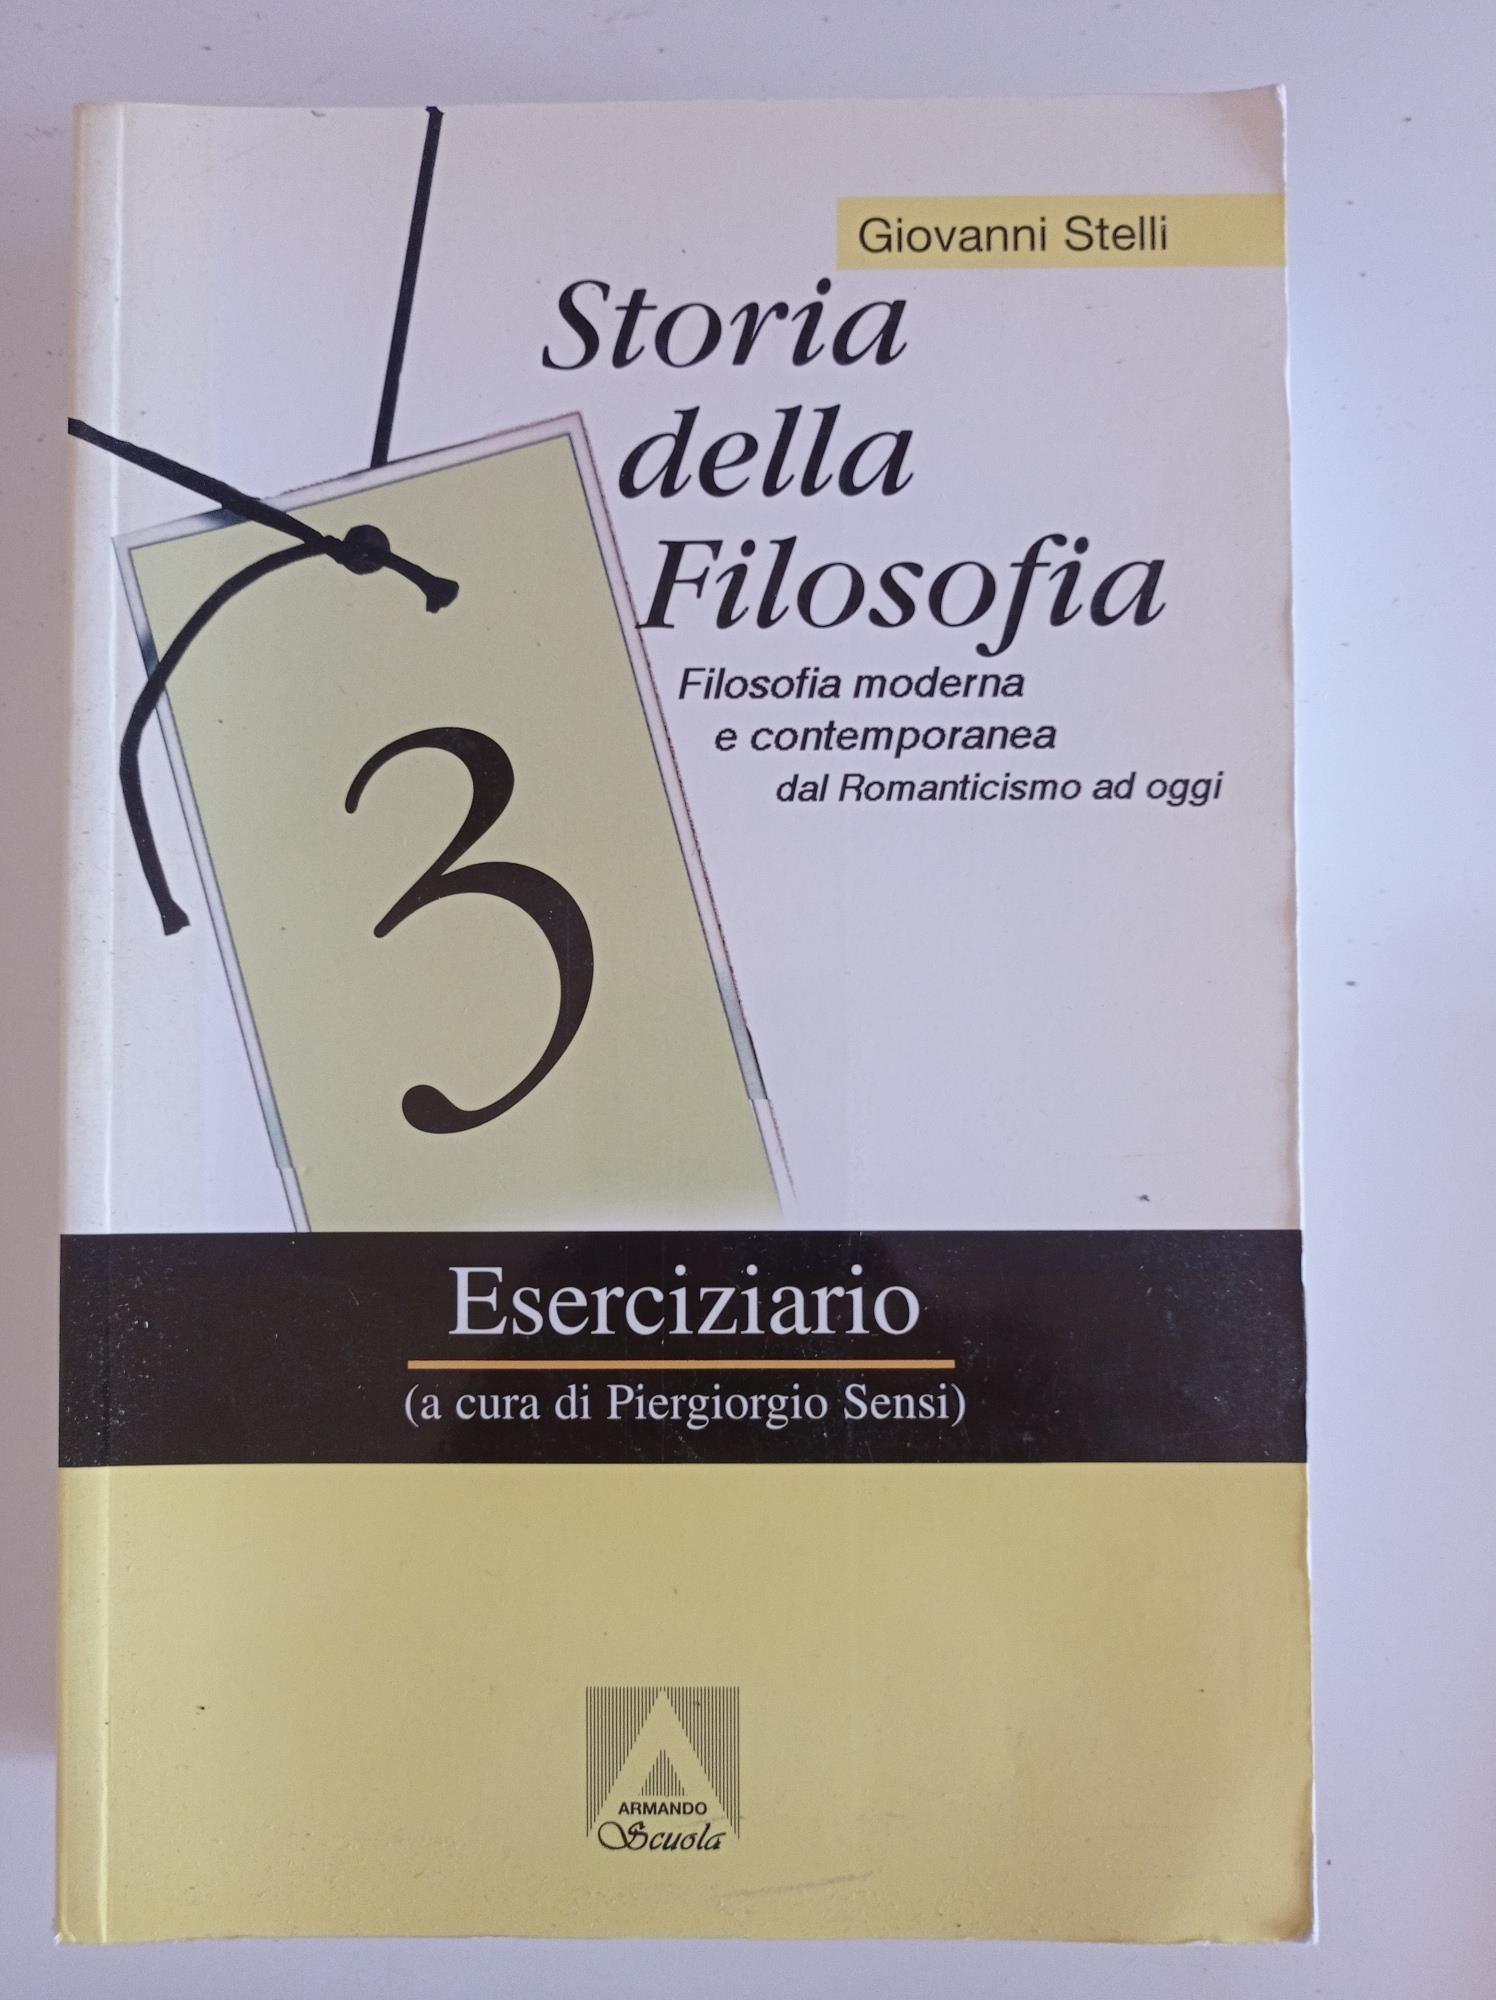 Giovanni Stelli
Storia
della
Filosofia
Filosofia moderna
e contemporanea
dal Romanticismo ad oggi
3
Eserciziario
(a cura di Piergiorgio Sensi)
ARMANDO
Scuola